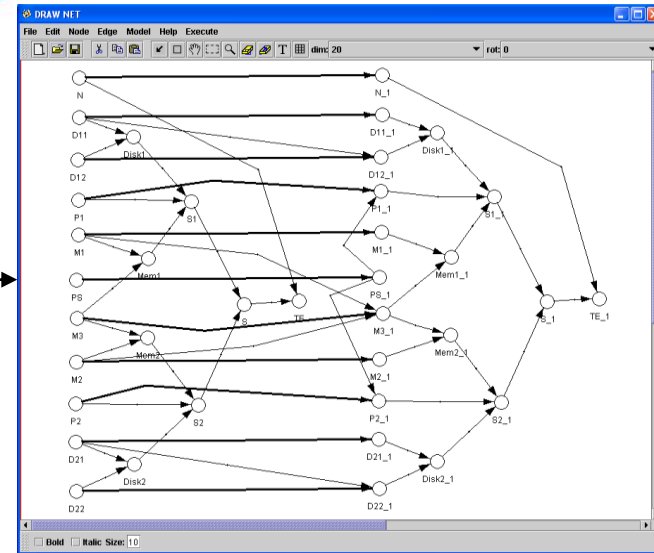 DRAW NET
File Edit Node Edge Model Help Execute
T dim: 20 rot: 0
N N_1
D11 D11_1
Disk1 Disk1_1
D12 D12_1
P1 P1_1
S1 S1_1
M1 M1_1
Mem1 Mem1_1
PS PS_1
S TE S_1 TE_1
M3 M3_1
Mem2 Mem2_1
M2 M2_1
P2 P2_1
S2 S2_1
D21 D21_1
Disk2 Disk2_1
D22 D22_1
Bold Italic Size: 10